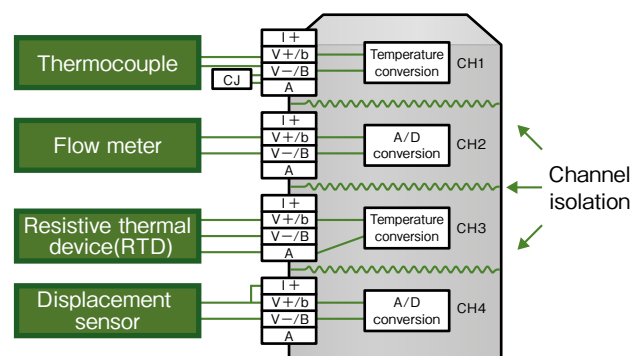 Thermocouple
CJ
I+
V+/b
V−/B
A
Temperature
conversion
CH1
Flow meter
I+
V+/b
V−/B
A
A/D
conversion
CH2
Channel
isolation
Resistive thermal
device(RTD)
I+
V+/b
V−/B
A
Temperature
conversion
CH3
Displacement
sensor
I+
V+/b
V−/B
A
A/D
conversion
CH4